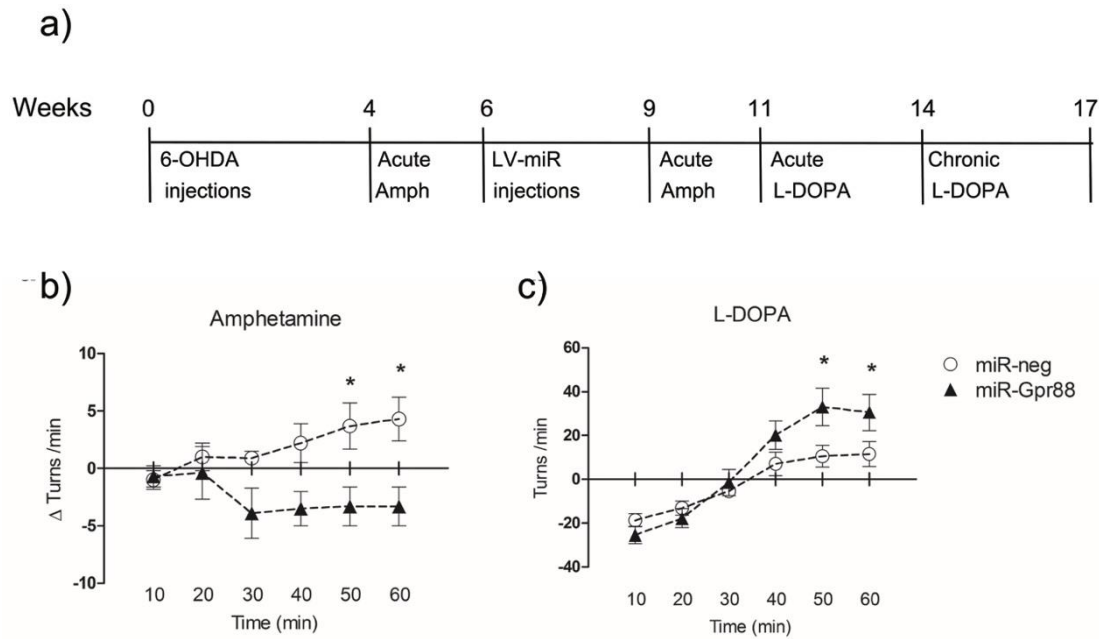 a)
Weeks 0 4 6 9 11 14 17
6-OHDA Acute LV-miR Acute Acute Chronic
injections Amph injections Amph L-DOPA L-DOPA
b)
Amphetamine
10
5
0
-5
-10
Δ Turns /min
* *
10 20 30 40 50 60
Time (min)
c)
L-DOPA
60
40
20
0
-20
-40
Turns /min
* *
10 20 30 40 50 60
Time (min)
miR-neg
miR-Gpr88